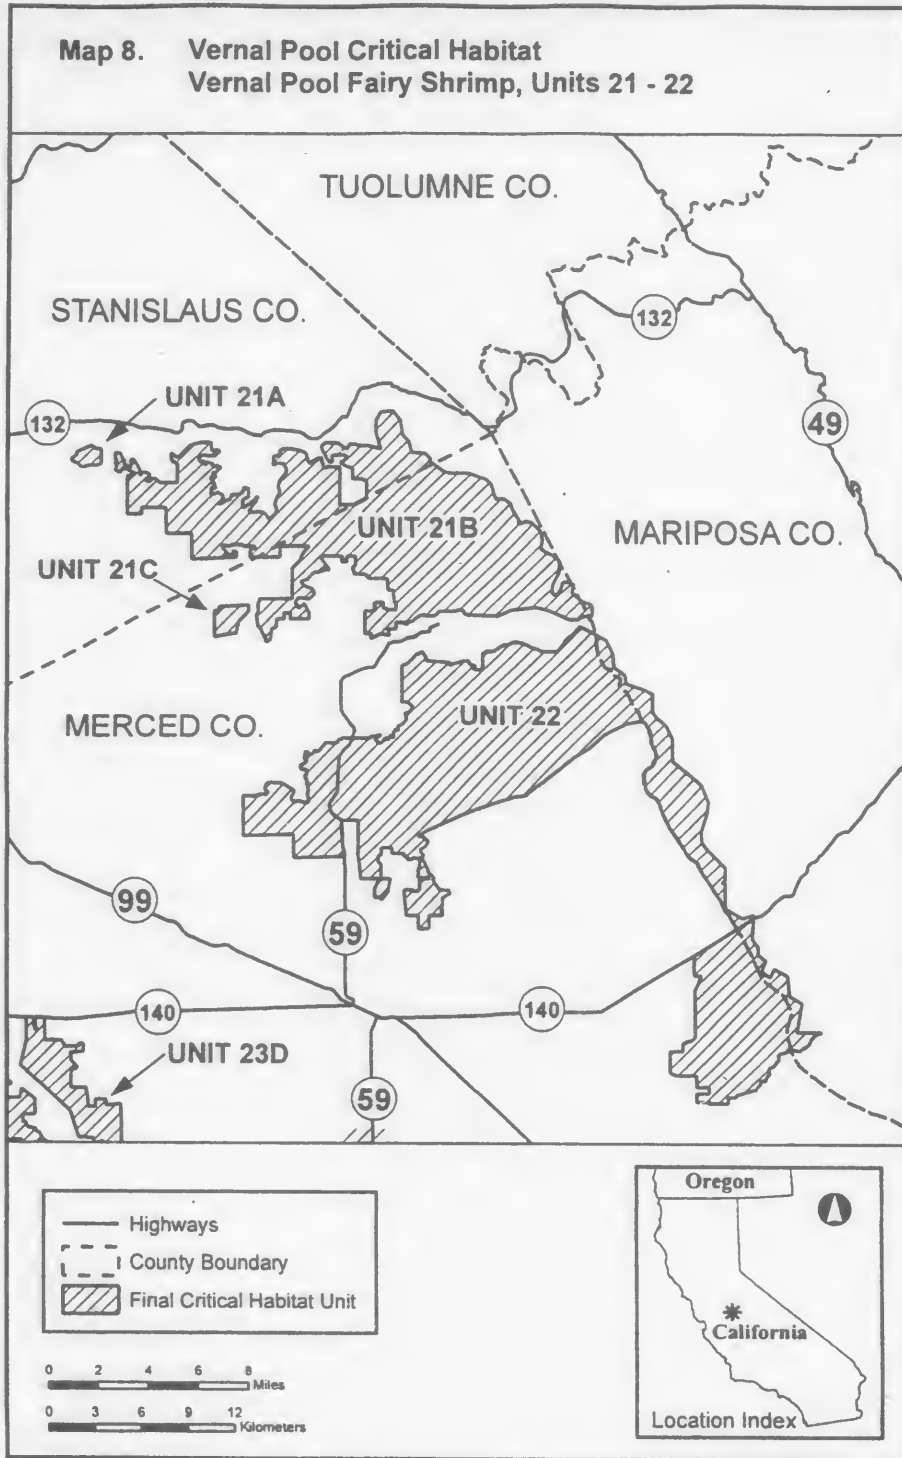 Map 8. Vernal Pool Critical Habitat
Vernal Pool Fairy Shrimp, Units 21 - 22
TUOLUMNE CO.
STANISLAUS CO.
132
UNIT 21A
132
49
UNIT 21B
MARIPOSA CO.
UNIT 21C
MERCED CO.
UNIT 22
99
59
140
140
UNIT 23D
59
Highways
County Boundary
Final Critical Habitat Unit
0 2 4 6 8
Miles
0 3 6 9 12
Kilometers
Oregon
California
Location Index